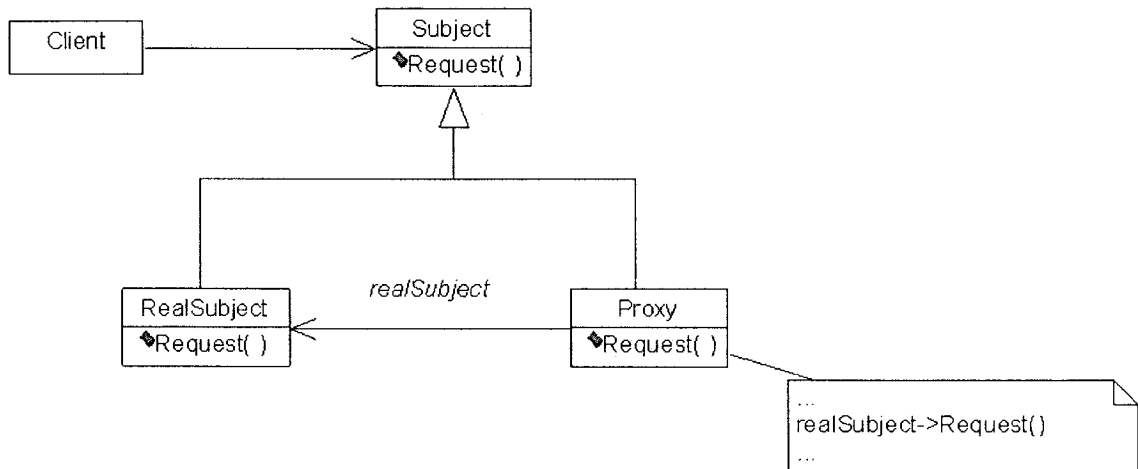 Client
Subject
Request( )
realSubject
RealSubject
Request( )
Proxy
Request( )
...
realSubject->Request()
...